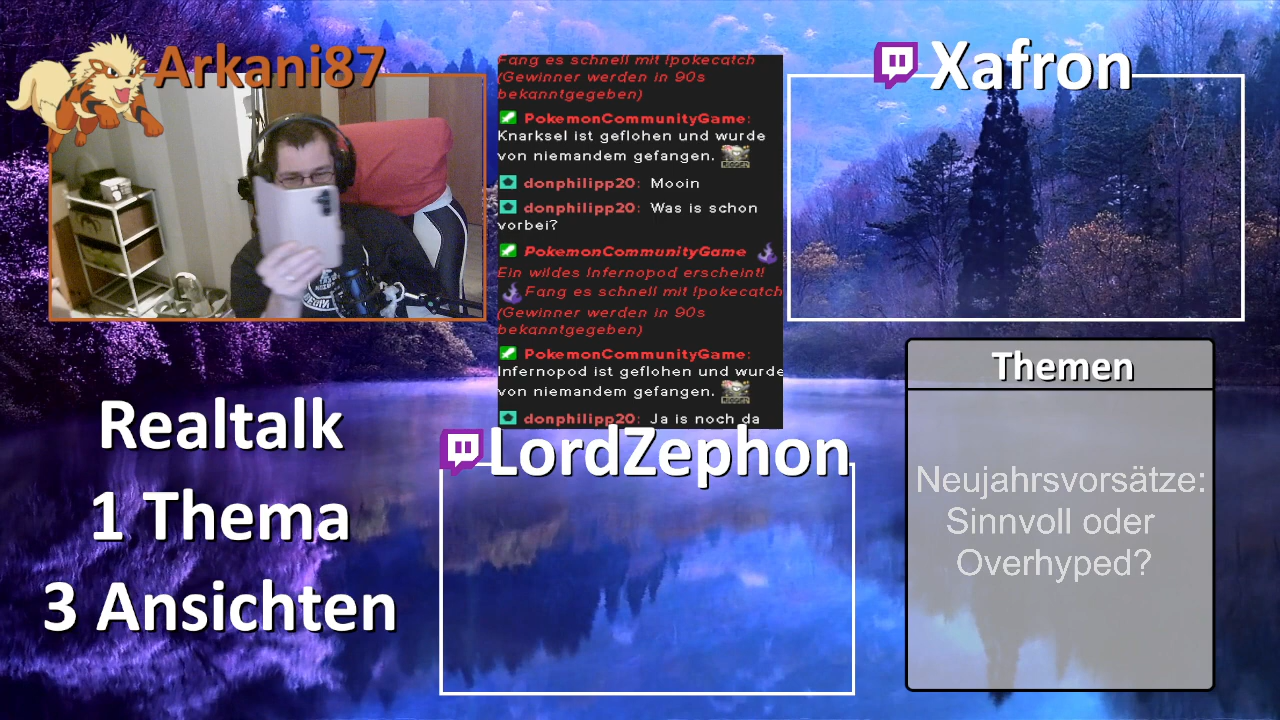 Arkani87
Fang es schnell mit !pokecatch
(Gewinner werden in 90s
bekanntgegeben)
PokemonCommunityGame:
Knarksel ist geflohen und wurde
von niemandem gefangen.
donphilipp20: Mooin
donphilipp20: Was is schon
vorbei?
PokemonCommunityGame
Ein wildes Infernopod erscheint!
Fang es schnell mit !pokecatch
(Gewinner werden in 90s
bekanntgegeben)
PokemonCommunityGame:
Infernopod ist geflohen und wurde
von niemandem gefangen.
donphilipp20: Ja is noch da
Xafron
Realtalk
1 Thema
3 Ansichten
LordZephon
Themen
Neujahrsvorsätze:
Sinnvoll oder
Overhyped?